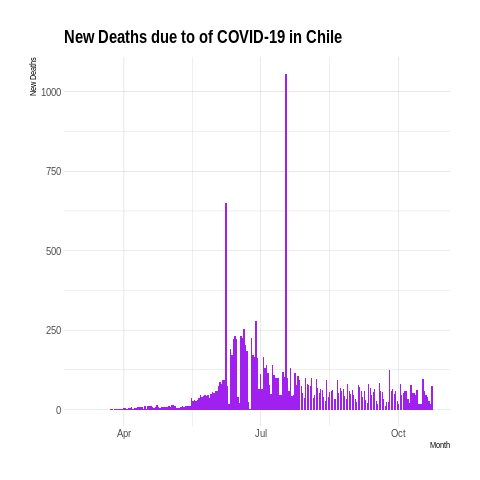 New Deaths due to of COVID-19 in Chile
New Deaths
1000
750
500
250
0
Apr
Jul
Oct
Month